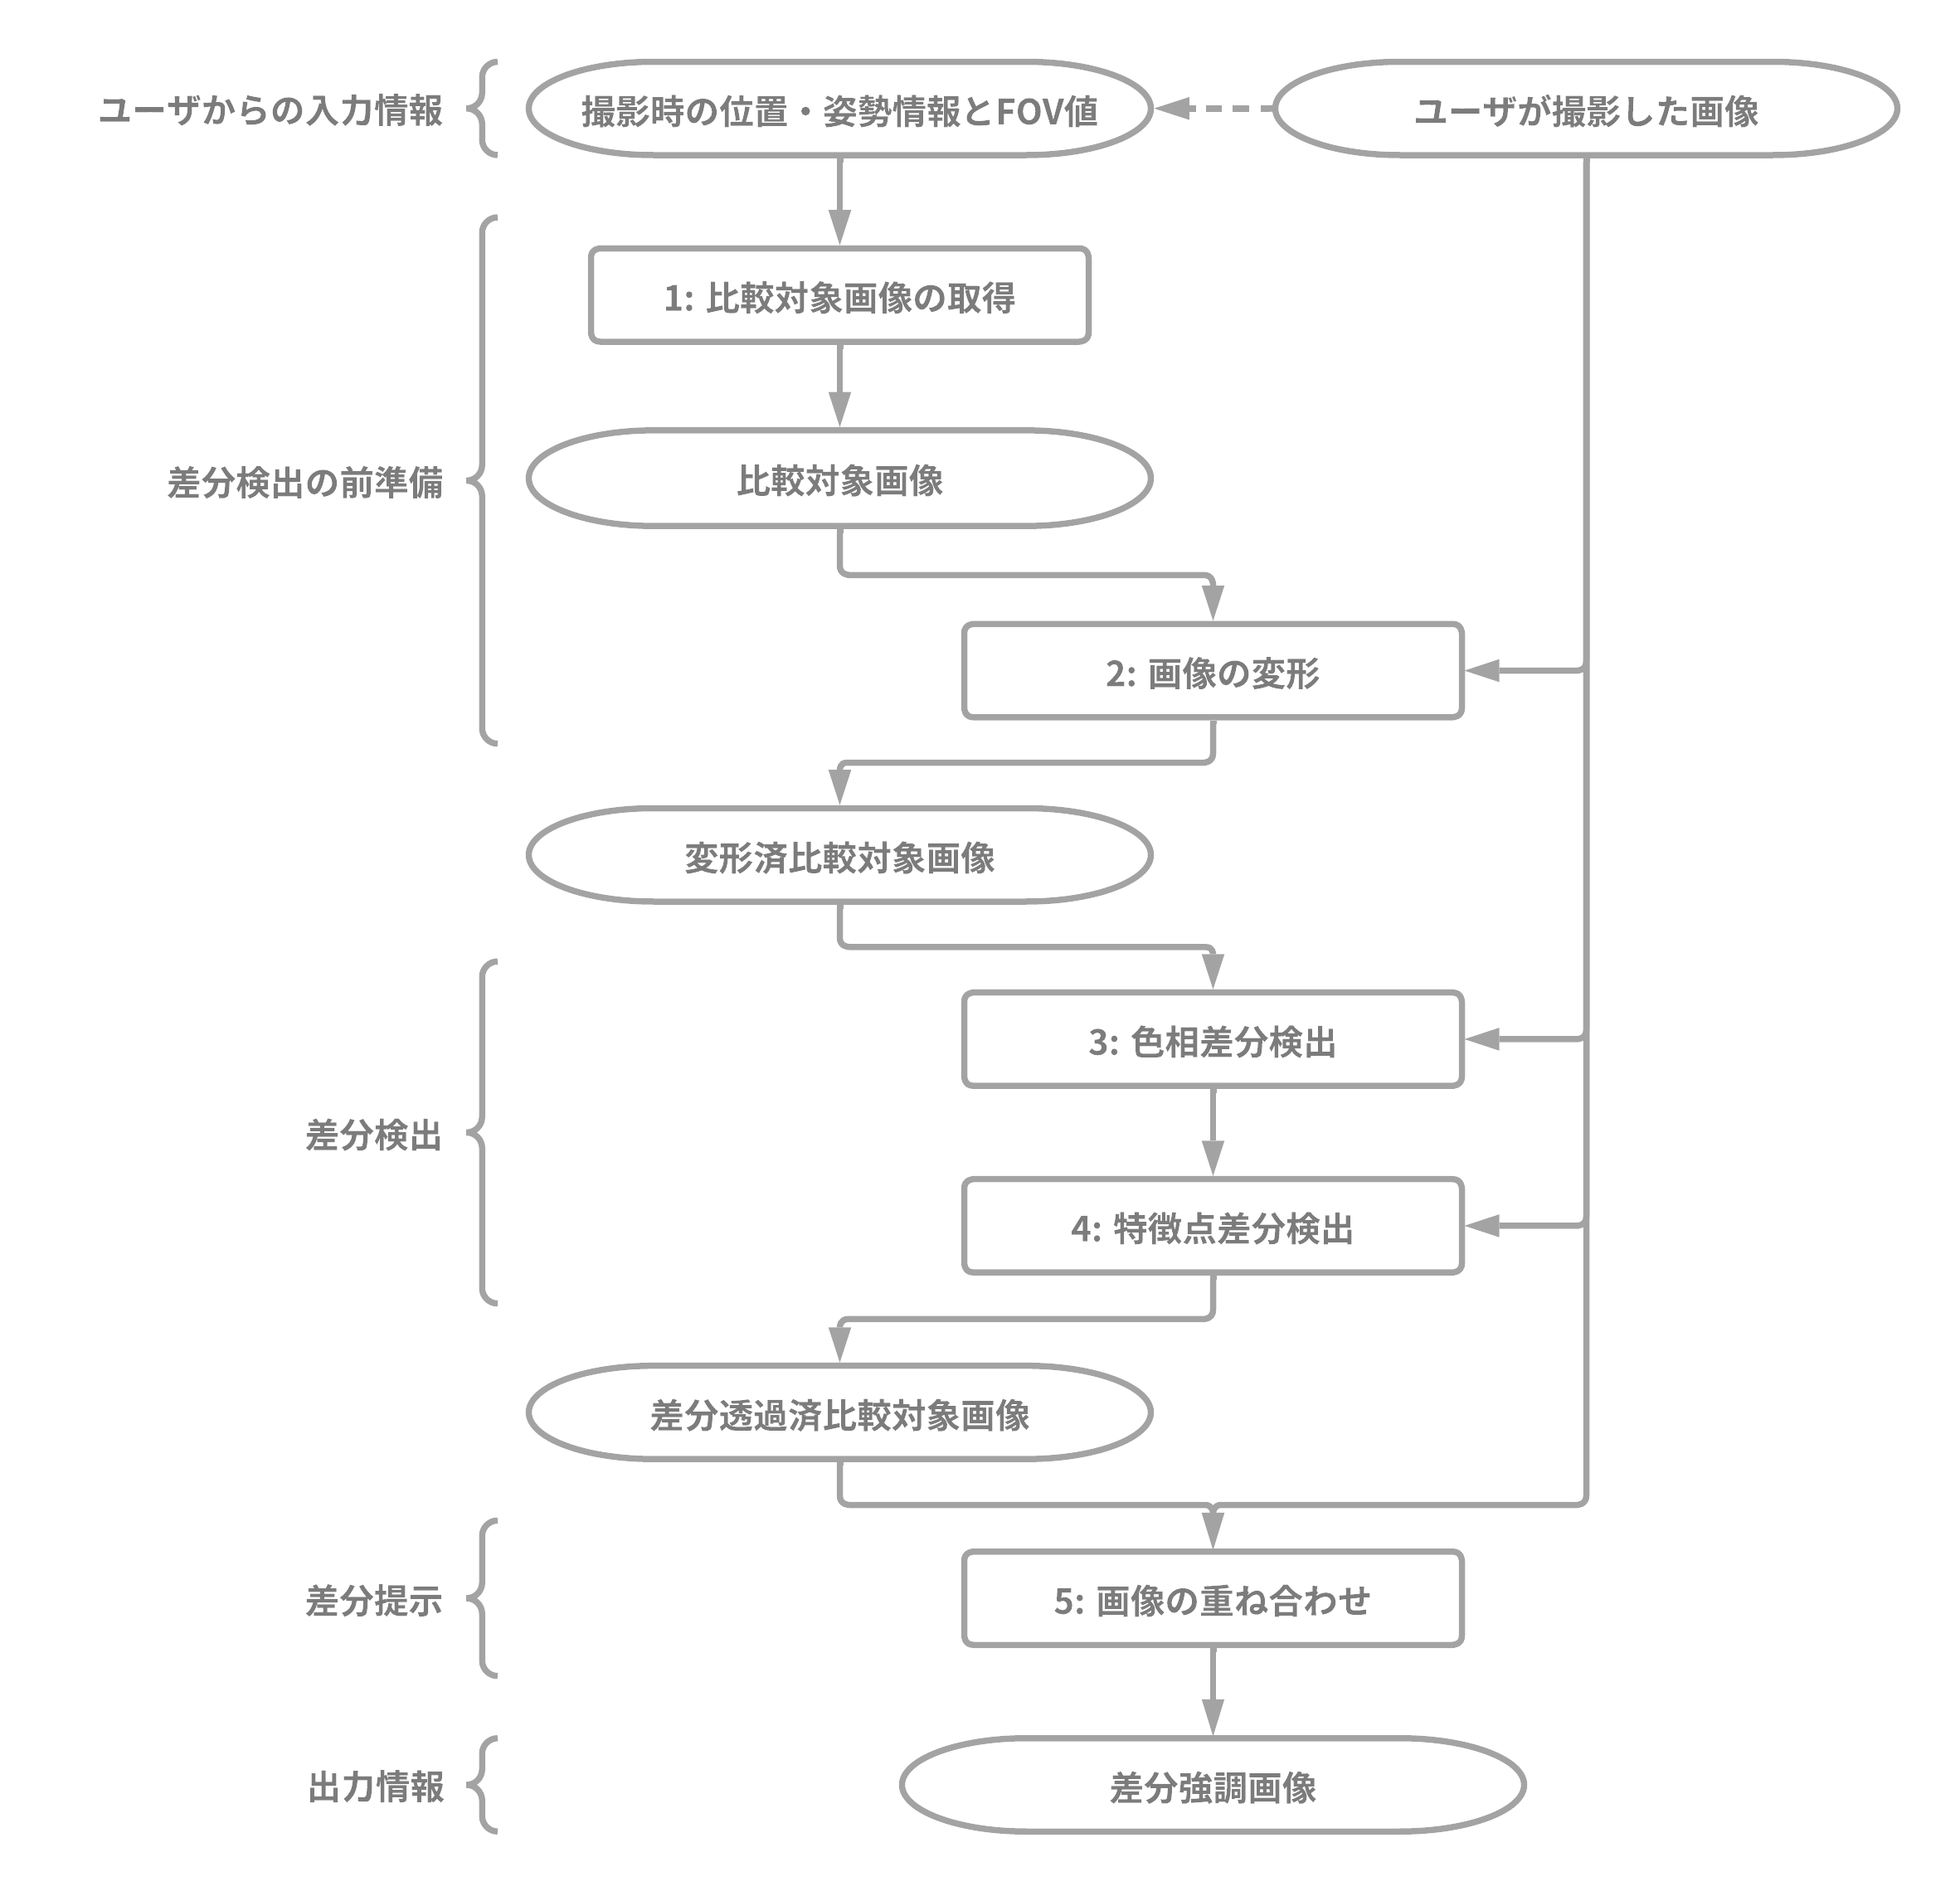 ユーザからの入力情報
撮影時の位置・姿勢情報とFOV値
ユーザが撮影した画像
1: 比較対象画像の取得
差分検出の前準備
比較対象画像
2: 画像の変形
変形済比較対象画像
3: 色相差分検出
差分検出
4: 特徴点差分検出
差分透過済比較対象画像
差分提示
5: 画像の重ね合わせ
出力情報
差分強調画像